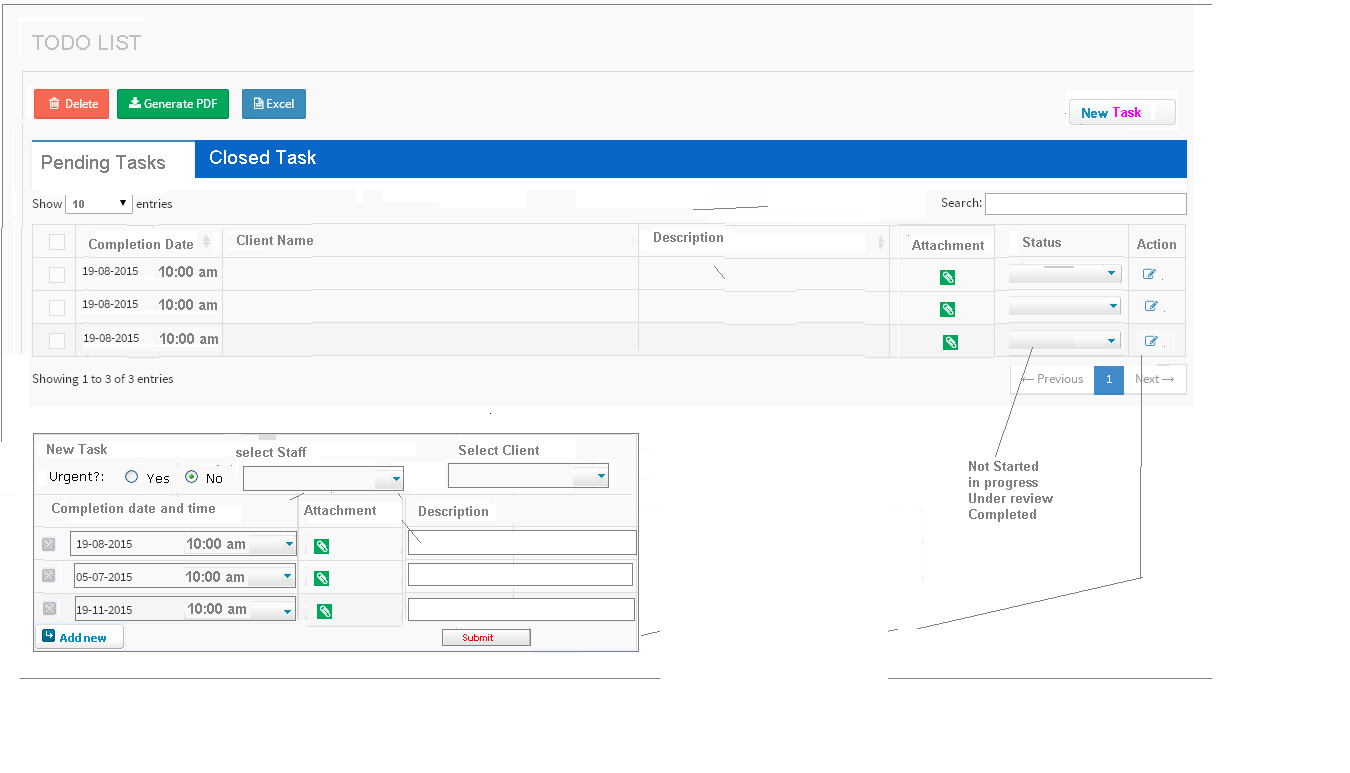 TODO LIST
Delete Generate PDF Excel
New Task
Pending Tasks Closed Task
Show 10 entries Search:
Completion Date Client Name Description Attachment Status Action
19-08-2015 10:00 am
19-08-2015 10:00 am
19-08-2015 10:00 am
Showing 1 to 3 of 3 entries ← Previous 1 Next →
New Task select Staff Select Client
Urgent?: Yes No
Completion date and time Attachment Description
19-08-2015 10:00 am
05-07-2015 10:00 am
19-11-2015 10:00 am
Add new Submit
Not Started
in progress
Under review
Completed